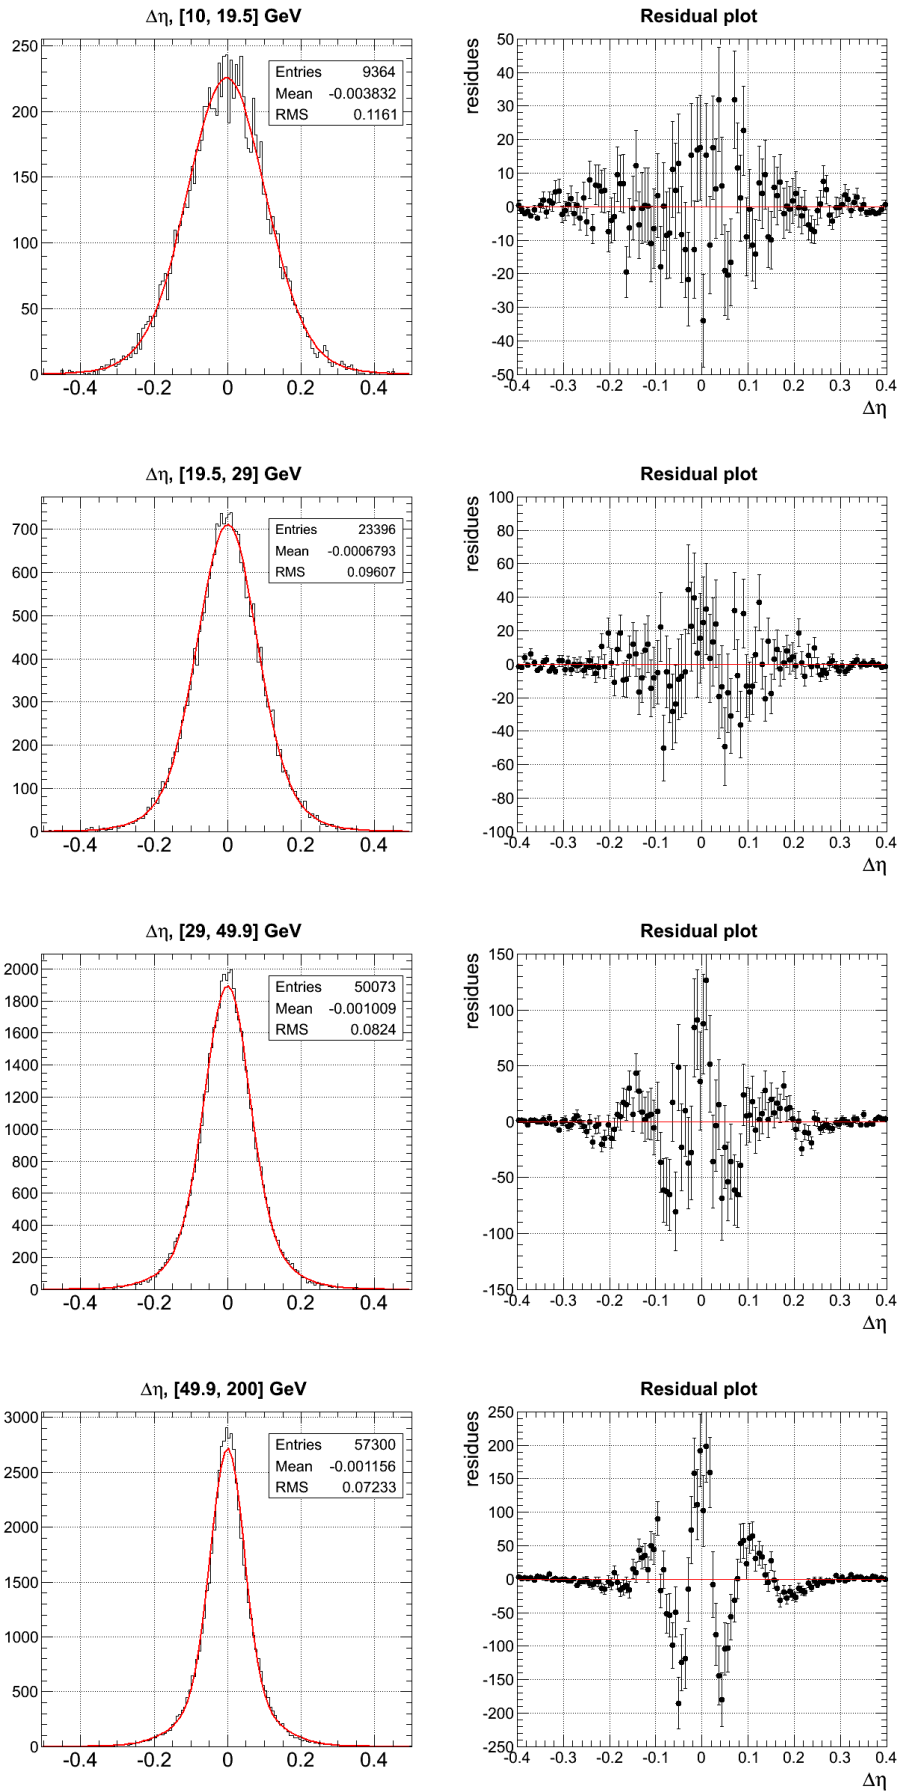 Δη, [10, 19.5] GeV
Entries 9364
Mean -0.003832
RMS 0.1161
250
200
150
100
50
0
-0.4 -0.2 0 0.2 0.4
Residual plot
residues
50
40
30
20
10
0
-10
-20
-30
-40
-50
-0.4 -0.3 -0.2 -0.1 0 0.1 0.2 0.3 0.4
Δη
Δη, [19.5, 29] GeV
Entries 23396
Mean -0.0006793
RMS 0.09607
700
600
500
400
300
200
100
0
-0.4 -0.2 0 0.2 0.4
Residual plot
residues
100
80
60
40
20
0
-20
-40
-60
-80
-100
-0.4 -0.3 -0.2 -0.1 0 0.1 0.2 0.3 0.4
Δη
Δη, [29, 49.9] GeV
Entries 50073
Mean -0.001009
RMS 0.0824
2000
1800
1600
1400
1200
1000
800
600
400
200
0
-0.4 -0.2 0 0.2 0.4
Residual plot
residues
150
100
50
0
-50
-100
-150
-0.4 -0.3 -0.2 -0.1 0 0.1 0.2 0.3 0.4
Δη
Δη, [49.9, 200] GeV
Entries 57300
Mean -0.001156
RMS 0.07233
3000
2500
2000
1500
1000
500
0
-0.4 -0.2 0 0.2 0.4
Residual plot
residues
250
200
150
100
50
0
-50
-100
-150
-200
-250
-0.4 -0.3 -0.2 -0.1 0 0.1 0.2 0.3 0.4
Δη